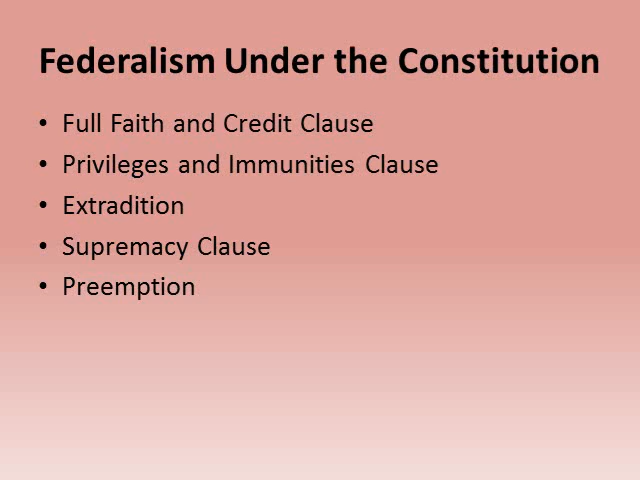 Federalism Under the Constitution
• Full Faith and Credit Clause
• Privileges and Immunities Clause
• Extradition
• Supremacy Clause
• Preemption